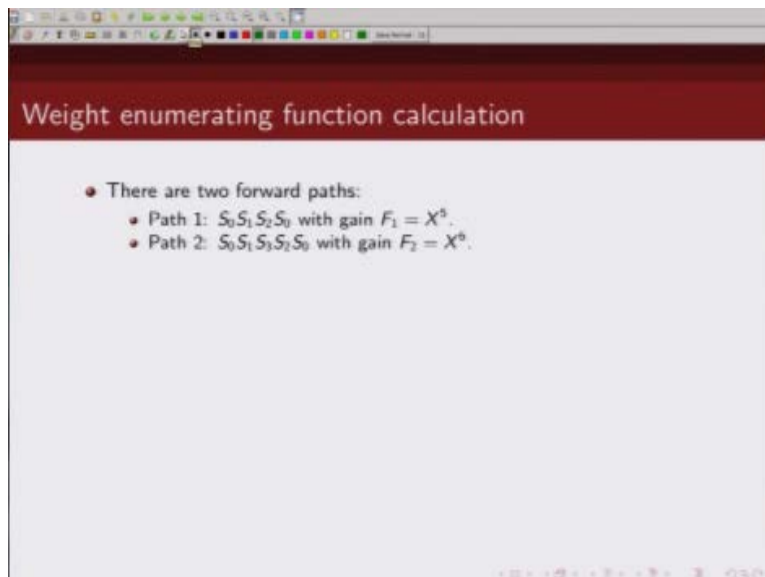 Weight enumerating function calculation
• There are two forward paths:
• Path 1: S₀S₁S₂S₀ with gain F₁ = X⁵.
• Path 2: S₀S₁S₃S₂S₀ with gain F₂ = X⁶.